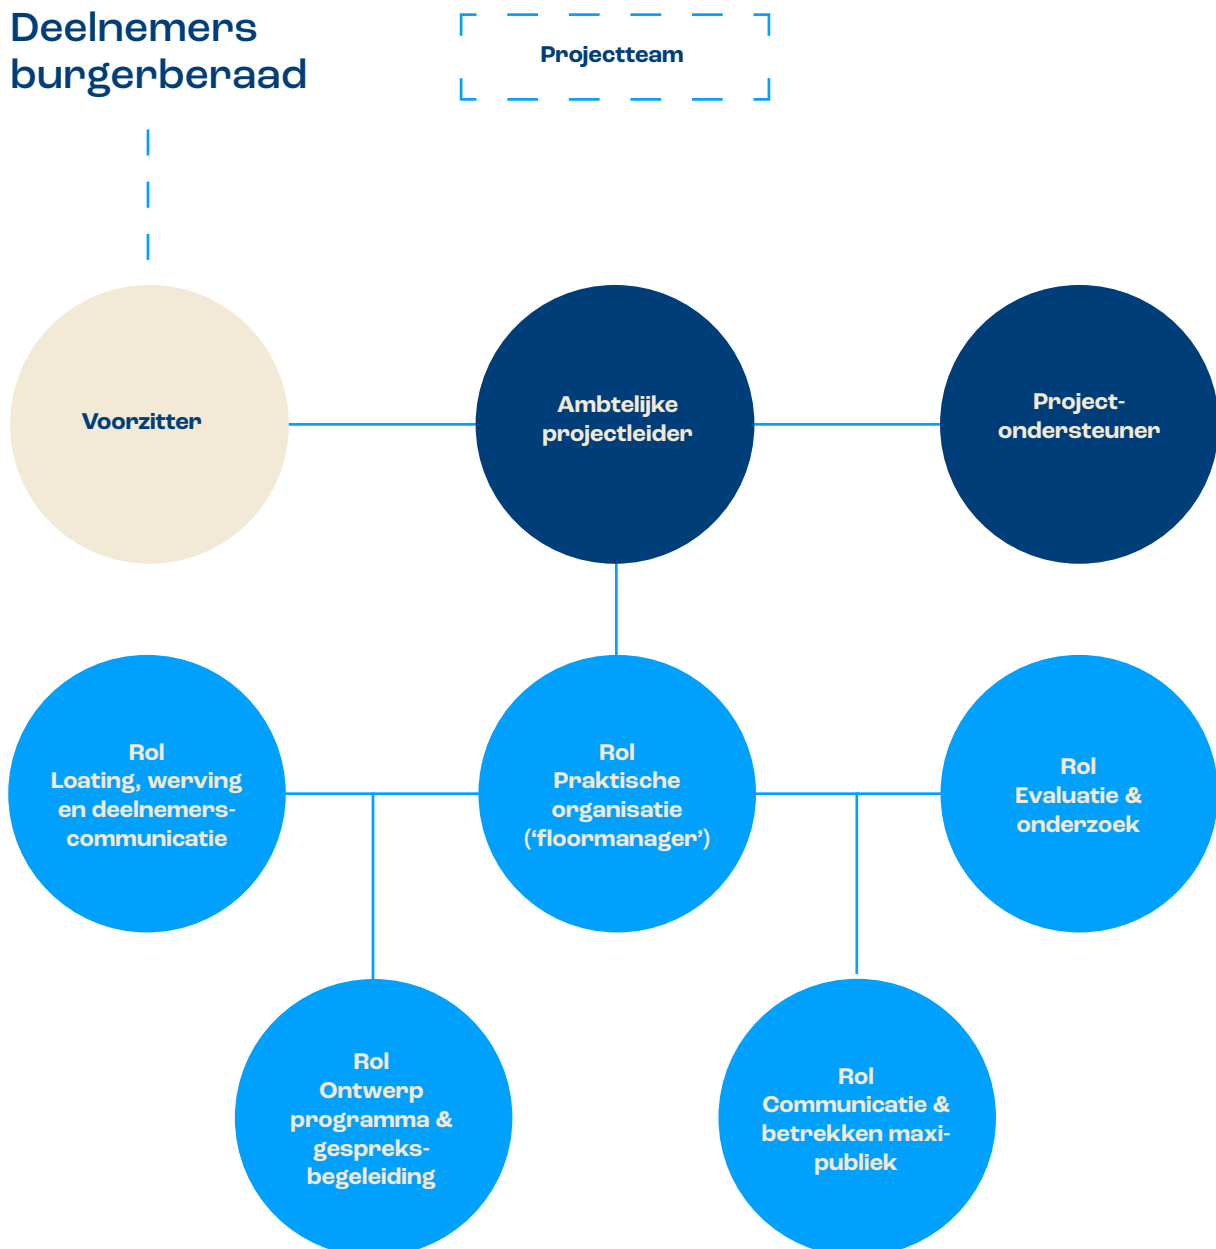 Deelnemers
burgerberaad
Projectteam
Voorzitter
Ambtelijke
projectleider
Project-
ondersteuner
Rol
Loating, werving
en deelnemers-
communicatie
Rol
Praktische
organisatie
(‘floormanager’)
Rol
Evaluatie &
onderzoek
Rol
Ontwerp
programma &
gespreks-
begeleiding
Rol
Communicatie &
betrekken maxi-
publiek